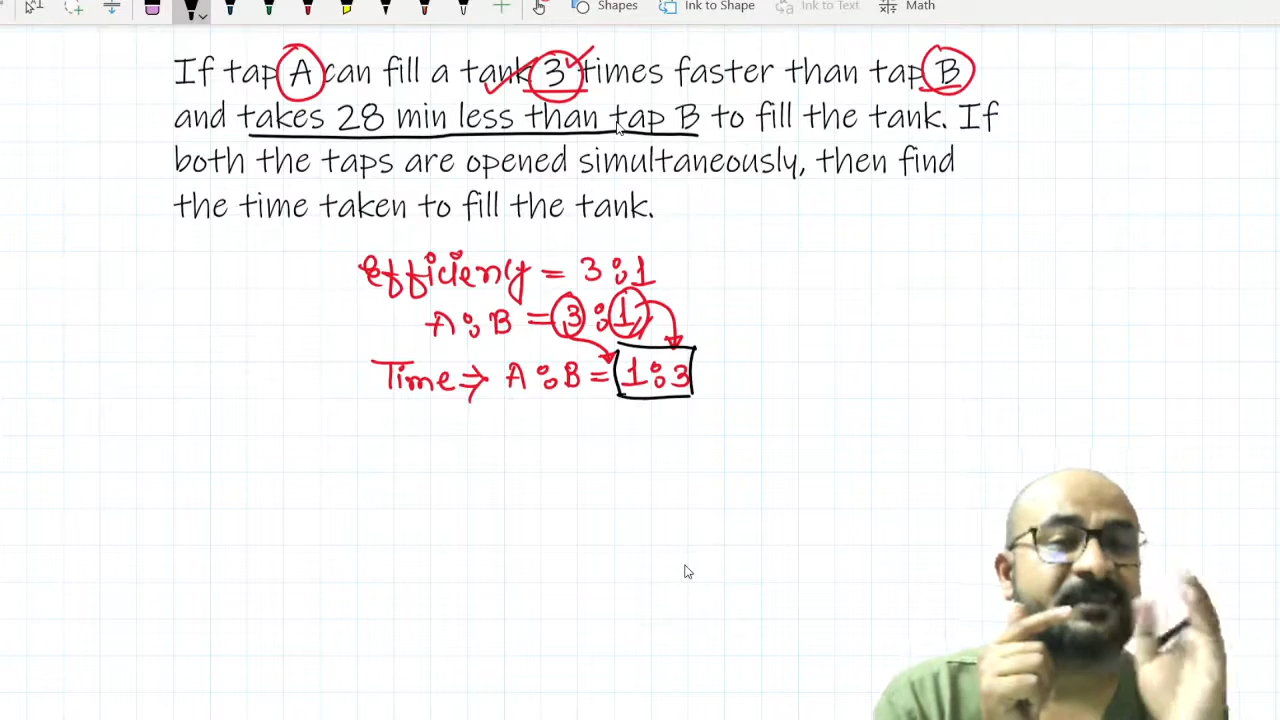 Shapes Ink to Shape Ink to Text Math
If tap A can fill a tank 3 times faster than tap B
and takes 28 min less than tap B to fill the tank. If
both the taps are opened simultaneously, then find
the time taken to fill the tank.
Efficiency = 3:1
A:B = 3:1
Time ⇒ A:B = 1:3